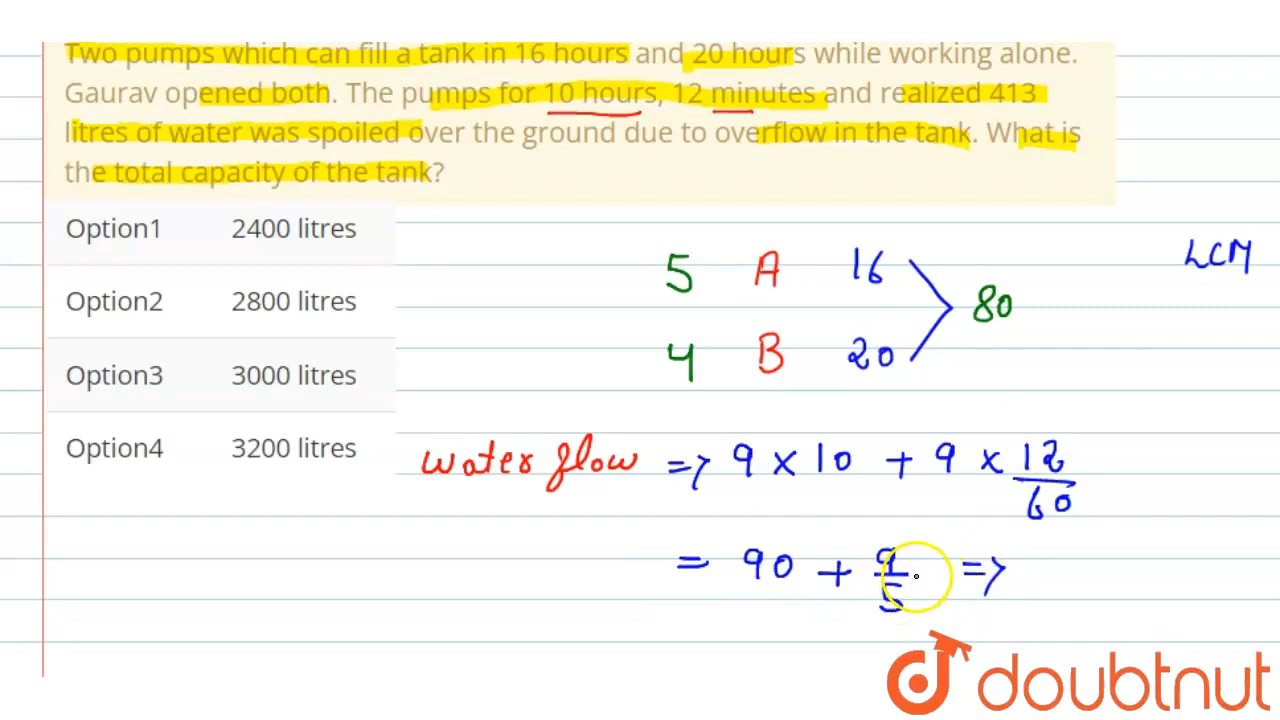 Two pumps which can fill a tank in 16 hours and 20 hours while working alone.
Gaurav opened both. The pumps for 10 hours, 12 minutes and realized 413
litres of water was spoiled over the ground due to overflow in the tank. What is
the total capacity of the tank?
Option1 2400 litres
Option2 2800 litres
Option3 3000 litres
Option4 3200 litres
LCM
5 A 16
80
4 B 20
water flow => 9 × 10 + 9 × 12/60
= 90 + 9/5 =>
doubtnut